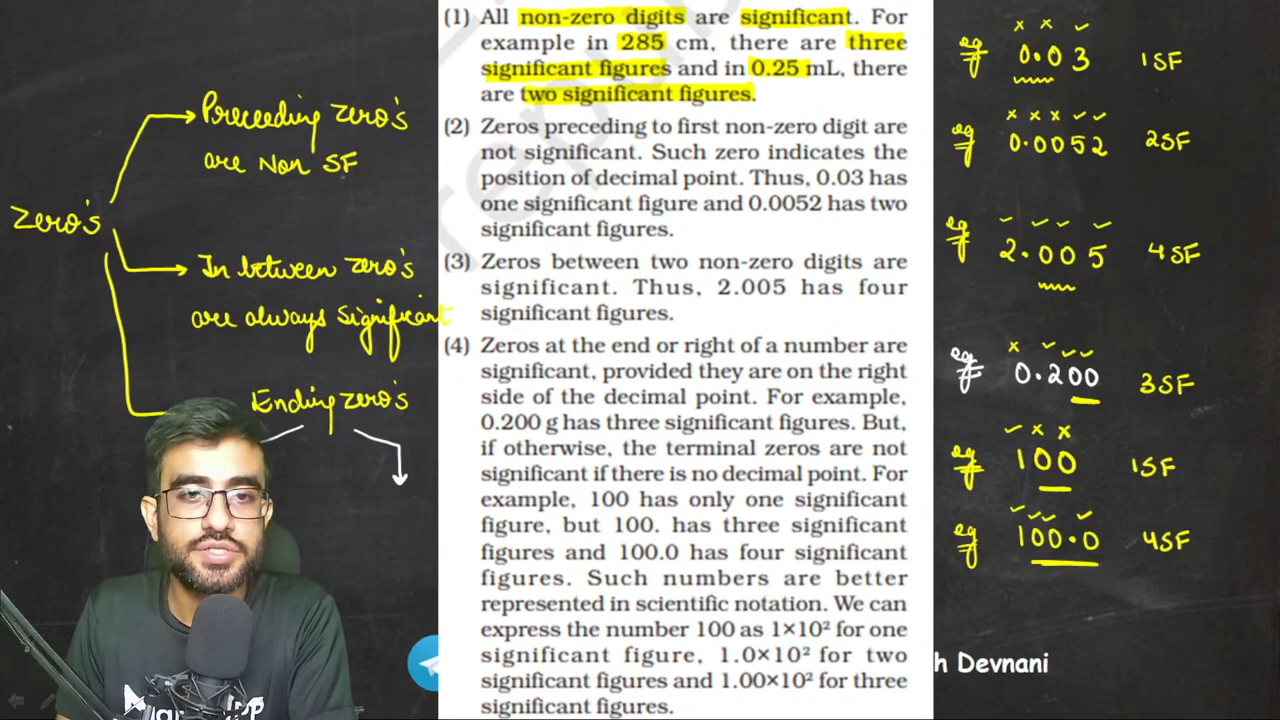 Zero's
Preceeding Zero's
are Non SF
In between Zero's
are always significant
Ending Zero's
(1) All non-zero digits are significant. For
example in 285 cm, there are three
significant figures and in 0.25 mL, there
are two significant figures.
(2) Zeros preceding to first non-zero digit are
not significant. Such zero indicates the
position of decimal point. Thus, 0.03 has
one significant figure and 0.0052 has two
significant figures.
(3) Zeros between two non-zero digits are
significant. Thus, 2.005 has four
significant figures.
(4) Zeros at the end or right of a number are
significant, provided they are on the right
side of the decimal point. For example,
0.200 g has three significant figures. But,
if otherwise, the terminal zeros are not
significant if there is no decimal point. For
example, 100 has only one significant
figure, but 100. has three significant
figures and 100.0 has four significant
figures. Such numbers are better
represented in scientific notation. We can
express the number 100 as 1×10² for one
significant figure, 1.0×10² for two
significant figures and 1.00×10² for three
significant figures.
eg 0.03 1SF
eg 0.0052 2SF
eg 2.005 4SF
eg 0.200 3SF
eg 100 1SF
eg 100.0 4SF
h Devnani